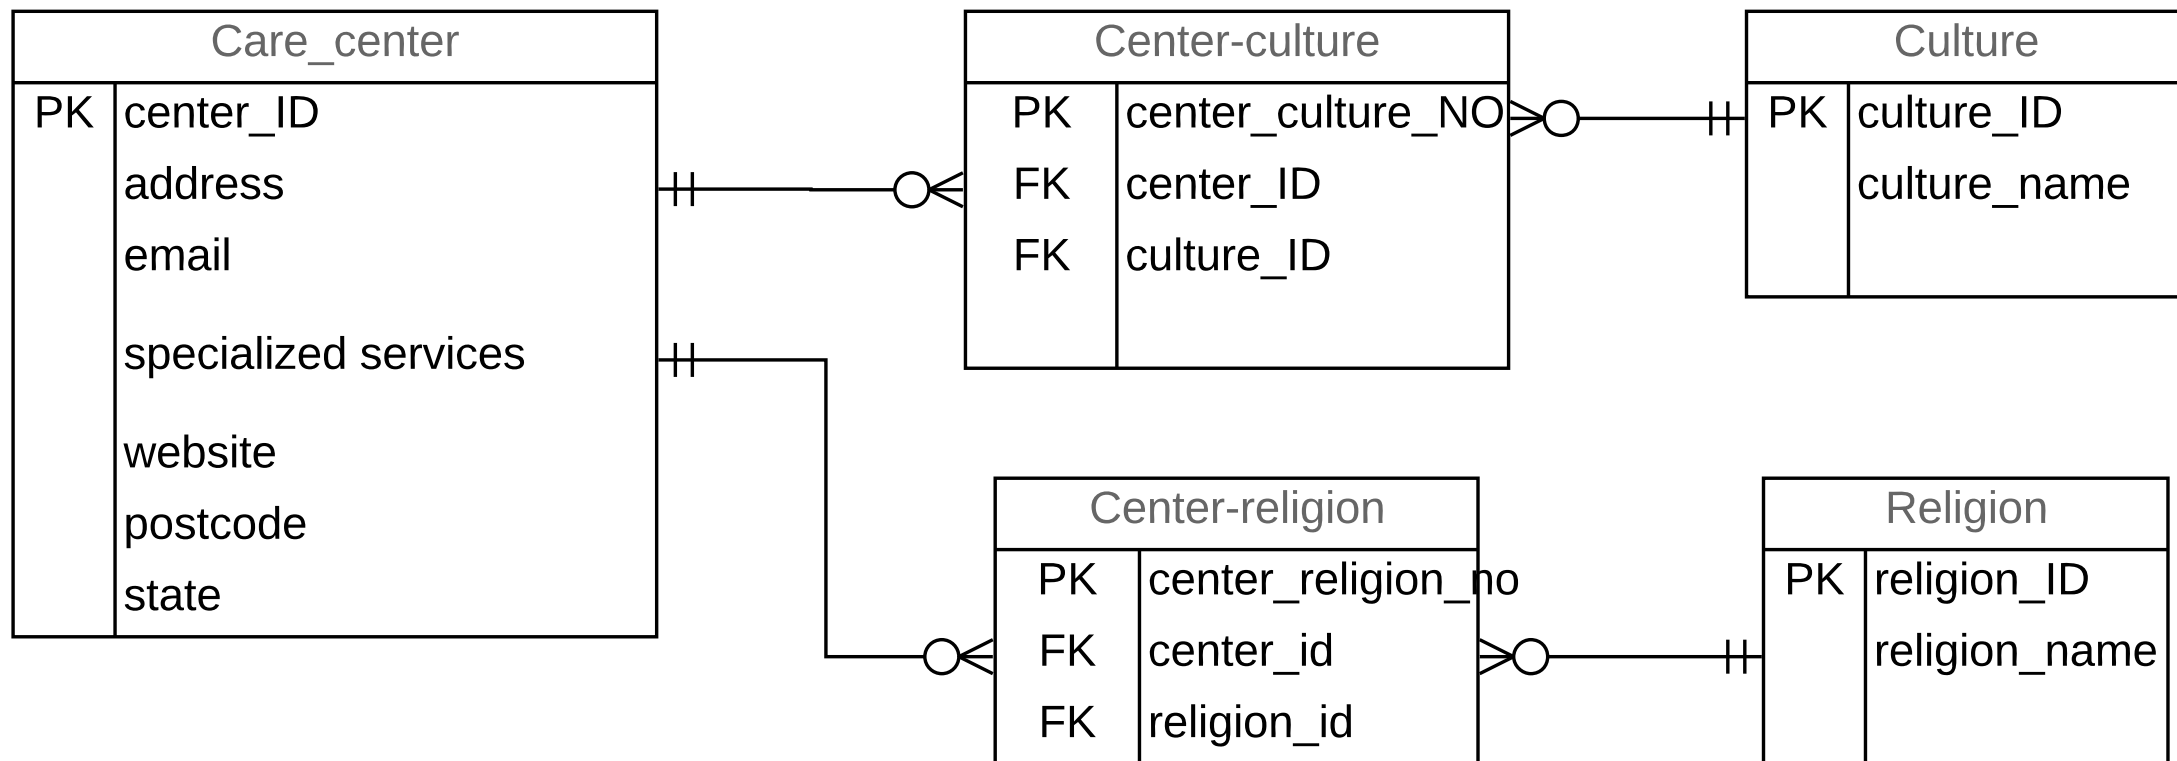 Care_center
PK center_ID
address
email
specialized services
website
postcode
state
Center-culture
PK center_culture_NO
FK center_ID
FK culture_ID
Culture
PK culture_ID
culture_name
Center-religion
PK center_religion_no
FK center_id
FK religion_id
Religion
PK religion_ID
religion_name